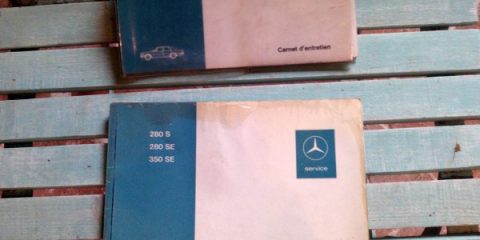 Carnet d'entretien
280 S
280 SE
350 SE
service